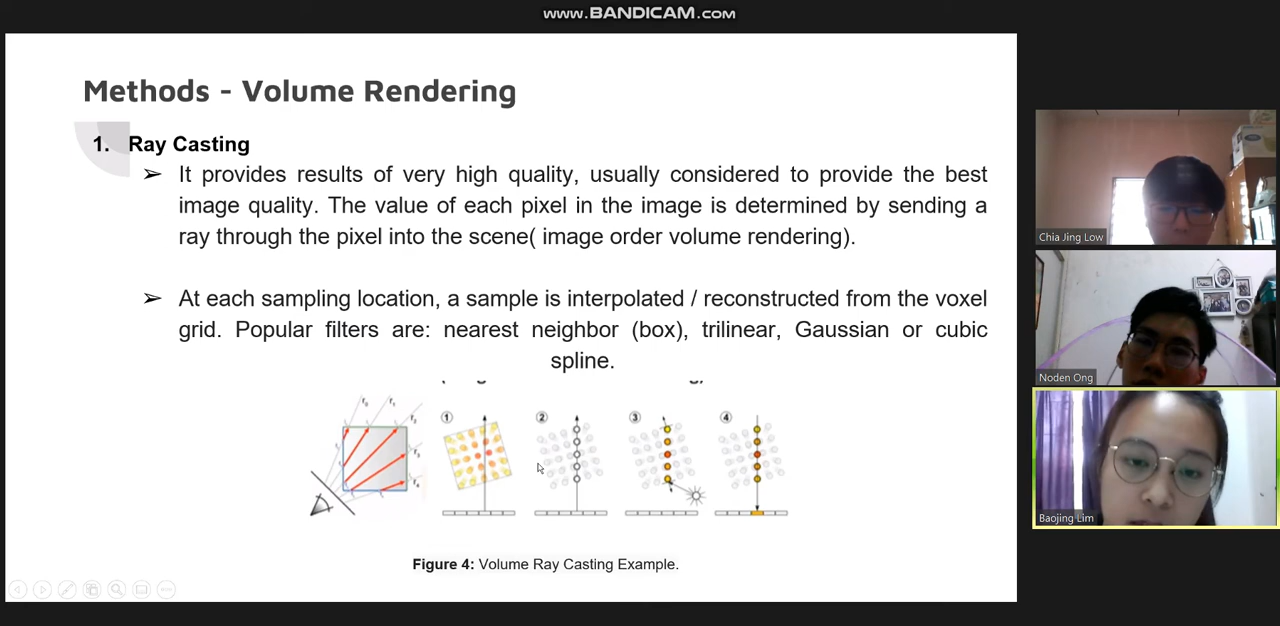 www.BANDICAM.com
Methods - Volume Rendering
1. Ray Casting
➢ It provides results of very high quality, usually considered to provide the best
image quality. The value of each pixel in the image is determined by sending a
ray through the pixel into the scene( image order volume rendering).
➢ At each sampling location, a sample is interpolated / reconstructed from the voxel
grid. Popular filters are: nearest neighbor (box), trilinear, Gaussian or cubic
spline.
① ② ③ ④
Figure 4: Volume Ray Casting Example.
Chia Jing Low
Noden Ong
Baojing Lim